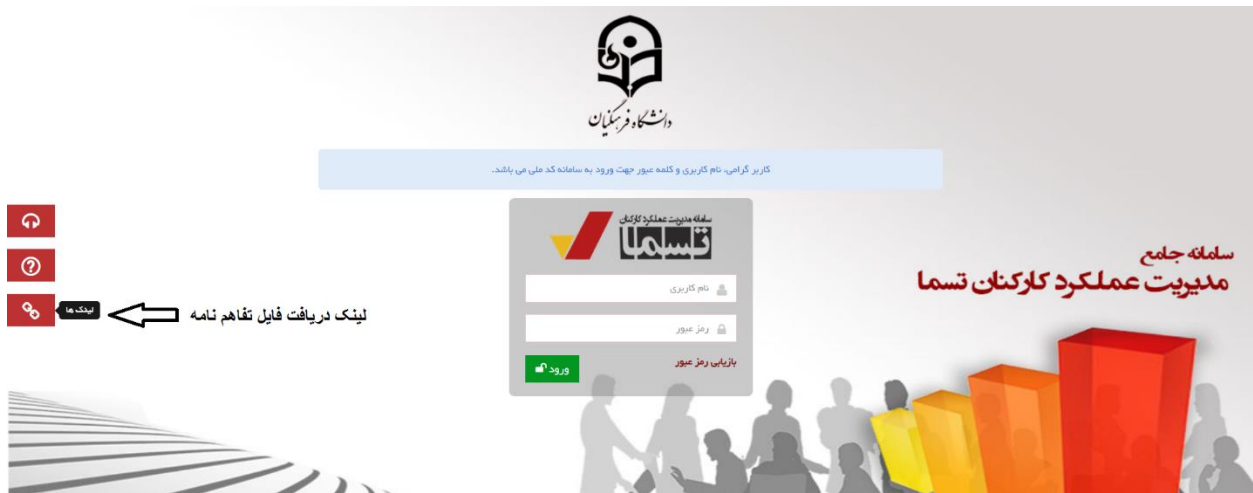 دانشگاه فرهنگیان
کاربر گرامی، نام کاربری و کلمه عبور جهت ورود به سامانه کد ملی می باشد.
سامانه مدیریت عملکرد کارکنان
تسما
نام کاربری
رمز عبور
بازیابی رمز عبور
ورود
سامانه جامع
مدیریت عملکرد کارکنان تسما
لینک ها
لینک دریافت فایل تفاهم نامه